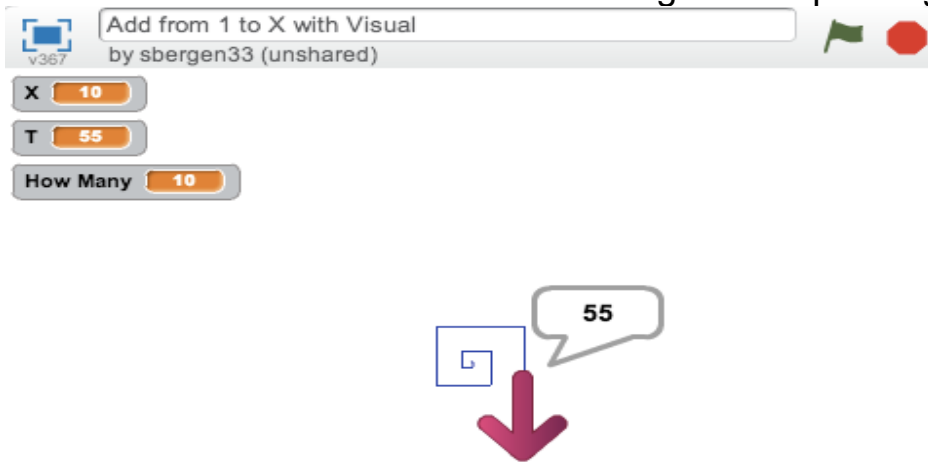 Add from 1 to X with Visual
v367
by sbergen33 (unshared)
X 10
T 55
How Many 10
55